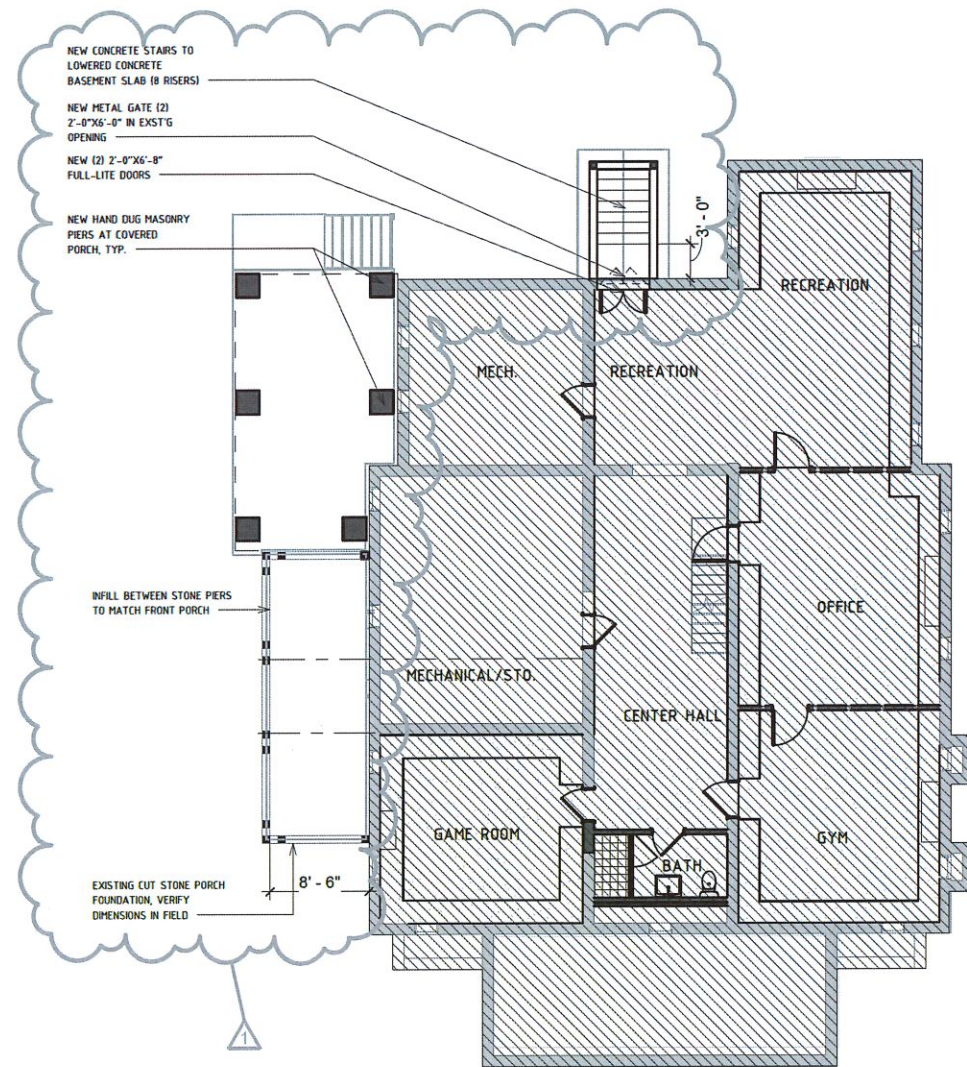 NEW CONCRETE STAIRS TO
LOWERED CONCRETE
BASEMENT SLAB (8 RISERS)
NEW METAL GATE (2)
2'-0"X6'-0" IN EXST'G
OPENING
NEW (2) 2'-0"X6'-8"
FULL-LITE DOORS
NEW HAND DUG MASONRY
PIERS AT COVERED
PORCH, TYP.
3' - 0"
RECREATION
MECH.
RECREATION
INFILL BETWEEN STONE PIERS
TO MATCH FRONT PORCH
OFFICE
MECHANICAL/STO.
CENTER HALL
GAME ROOM
GYM
BATH
EXISTING CUT STONE PORCH
FOUNDATION, VERIFY
DIMENSIONS IN FIELD
8' - 6"
1